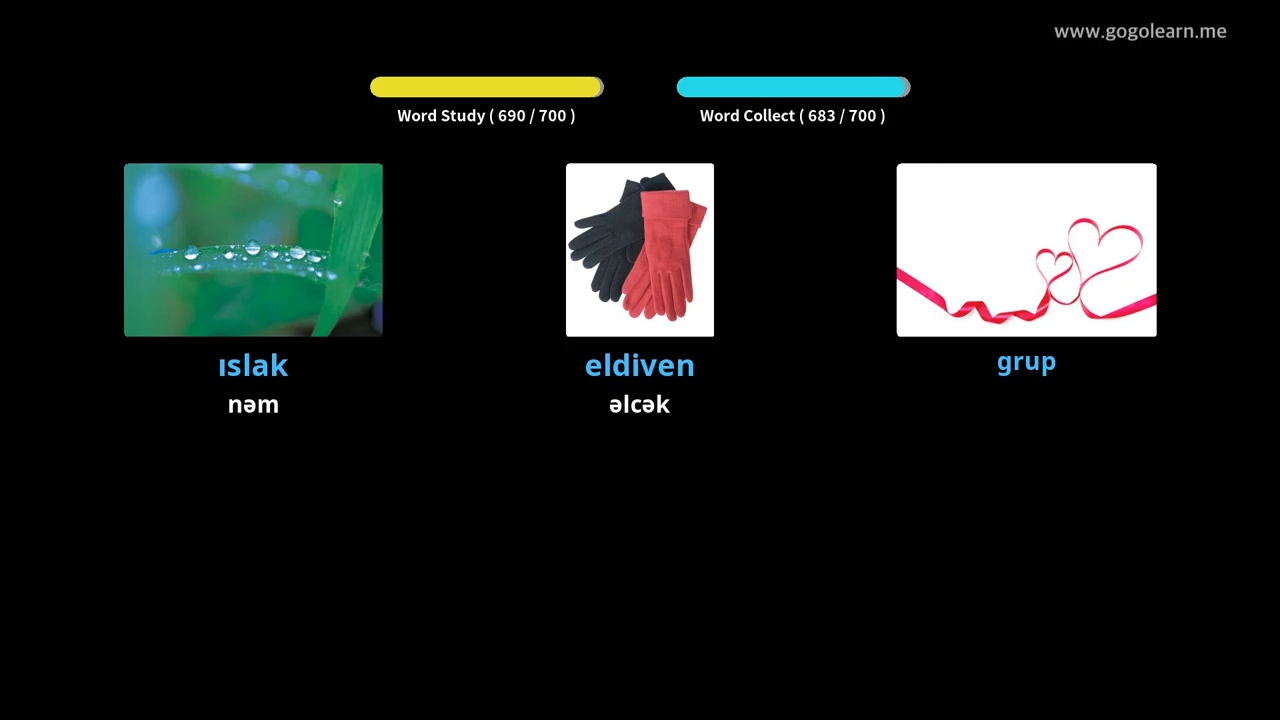 www.gogolearn.me
Word Study ( 690 / 700 )
Word Collect ( 683 / 700 )
ıslak
nəm
eldiven
əlcək
grup